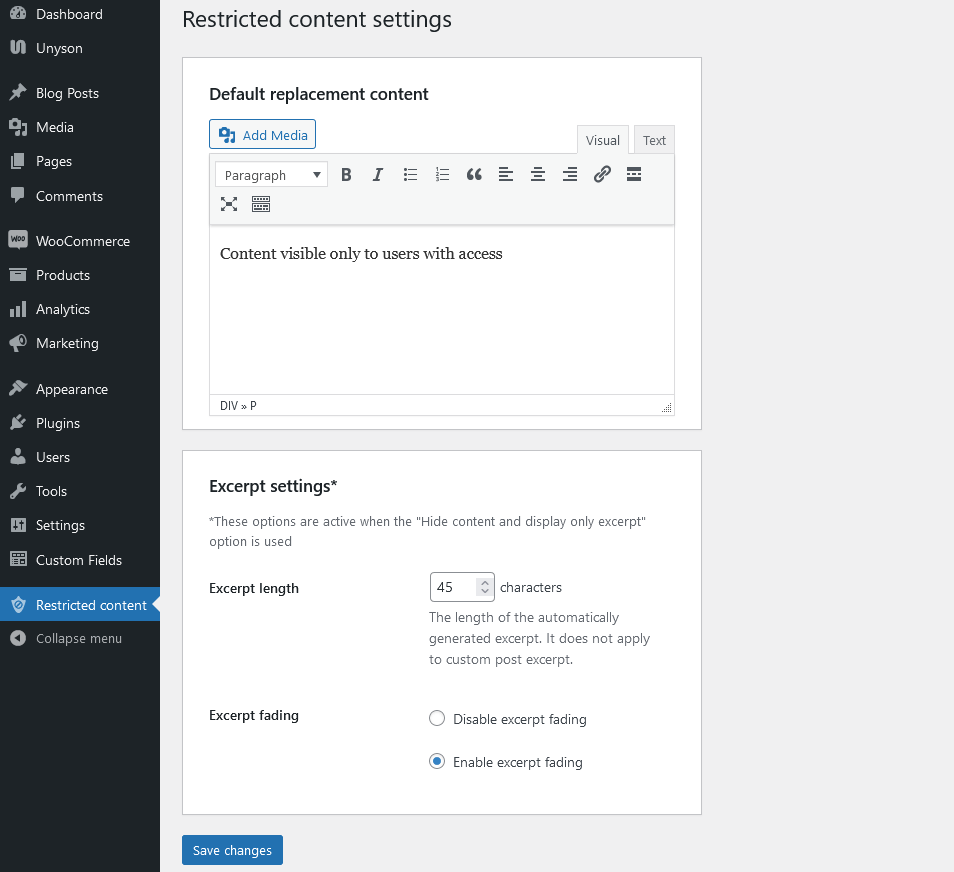 Dashboard
Unyson
Blog Posts
Media
Pages
Comments
WooCommerce
Products
Analytics
Marketing
Appearance
Plugins
Users
Tools
Settings
Custom Fields
Restricted content
Collapse menu
Restricted content settings
Default replacement content
Add Media
Visual Text
Paragraph
Content visible only to users with access
DIV » P
Excerpt settings*
*These options are active when the "Hide content and display only excerpt"
option is used
Excerpt length 45 characters
The length of the automatically
generated excerpt. It does not apply
to custom post excerpt.
Excerpt fading Disable excerpt fading
Enable excerpt fading
Save changes